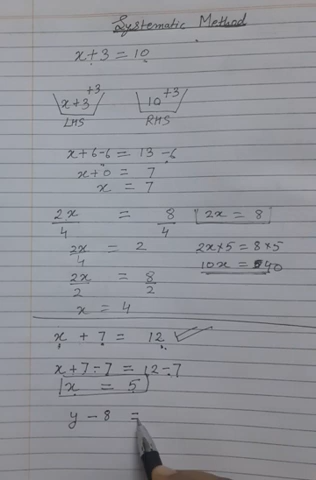 Systematic Method
x + 3 = 10
x+3 +3 10 +3
LHS RHS
x+6-6 = 13-6
x+0 = 7
x = 7
2x/4 = 8/4 [2x = 8]
2x/4 = 2 2x×5 = 8×5
2x/2 = 8/2 10x = 40
x = 4
x + 7 = 12 ✓
x+7-7 = 12-7
x = 5
y - 8 =